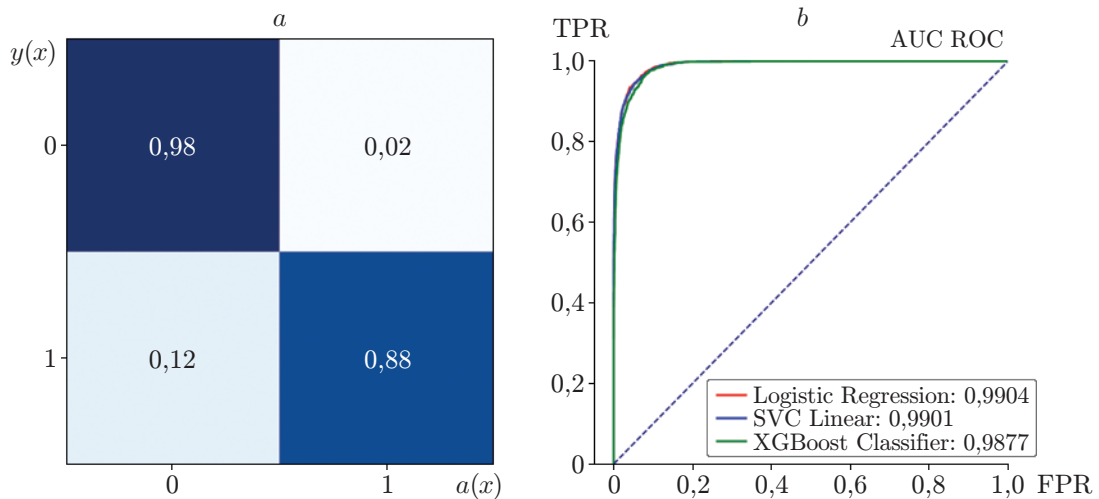 a
y(x)
0
0,98
0,02
1
0,12
0,88
0
1
a(x)
b
TPR
AUC ROC
1,0
0,8
0,6
0,4
0,2
0
Logistic Regression: 0,9904
SVC Linear: 0,9901
XGBoost Classifier: 0,9877
0
0,2
0,4
0,6
0,8
1,0
FPR